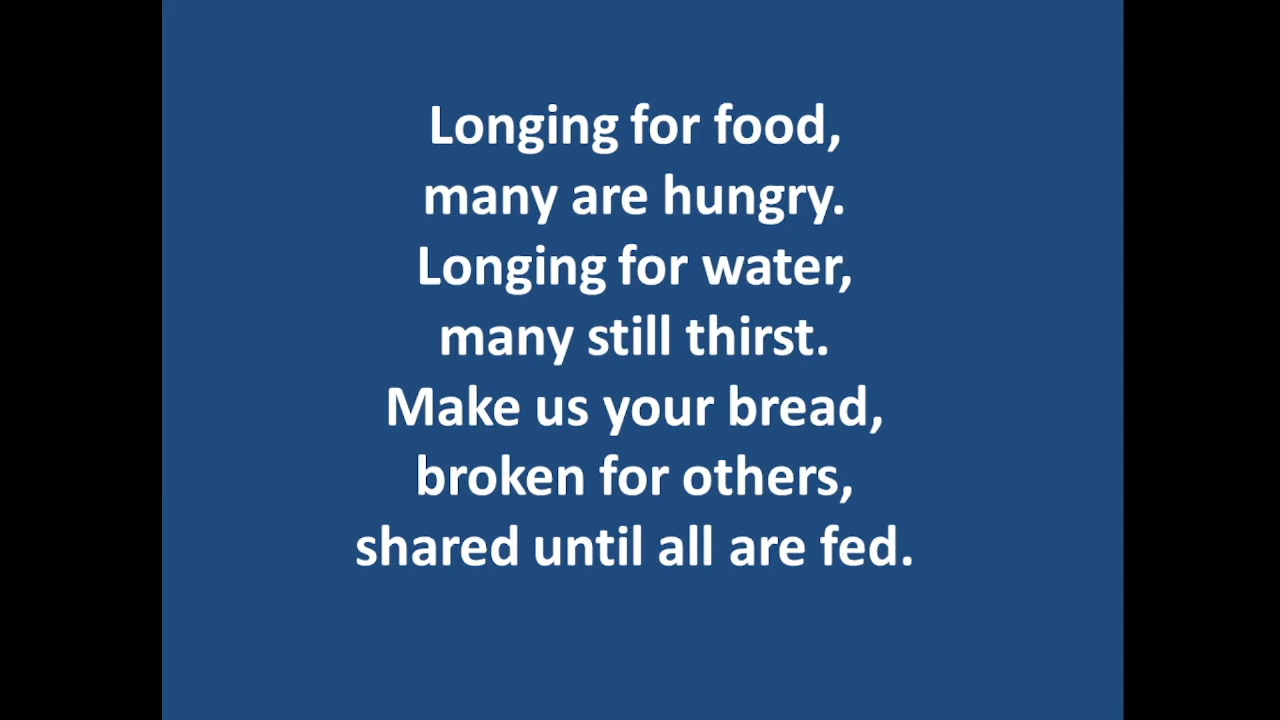 Longing for food,
many are hungry.
Longing for water,
many still thirst.
Make us your bread,
broken for others,
shared until all are fed.